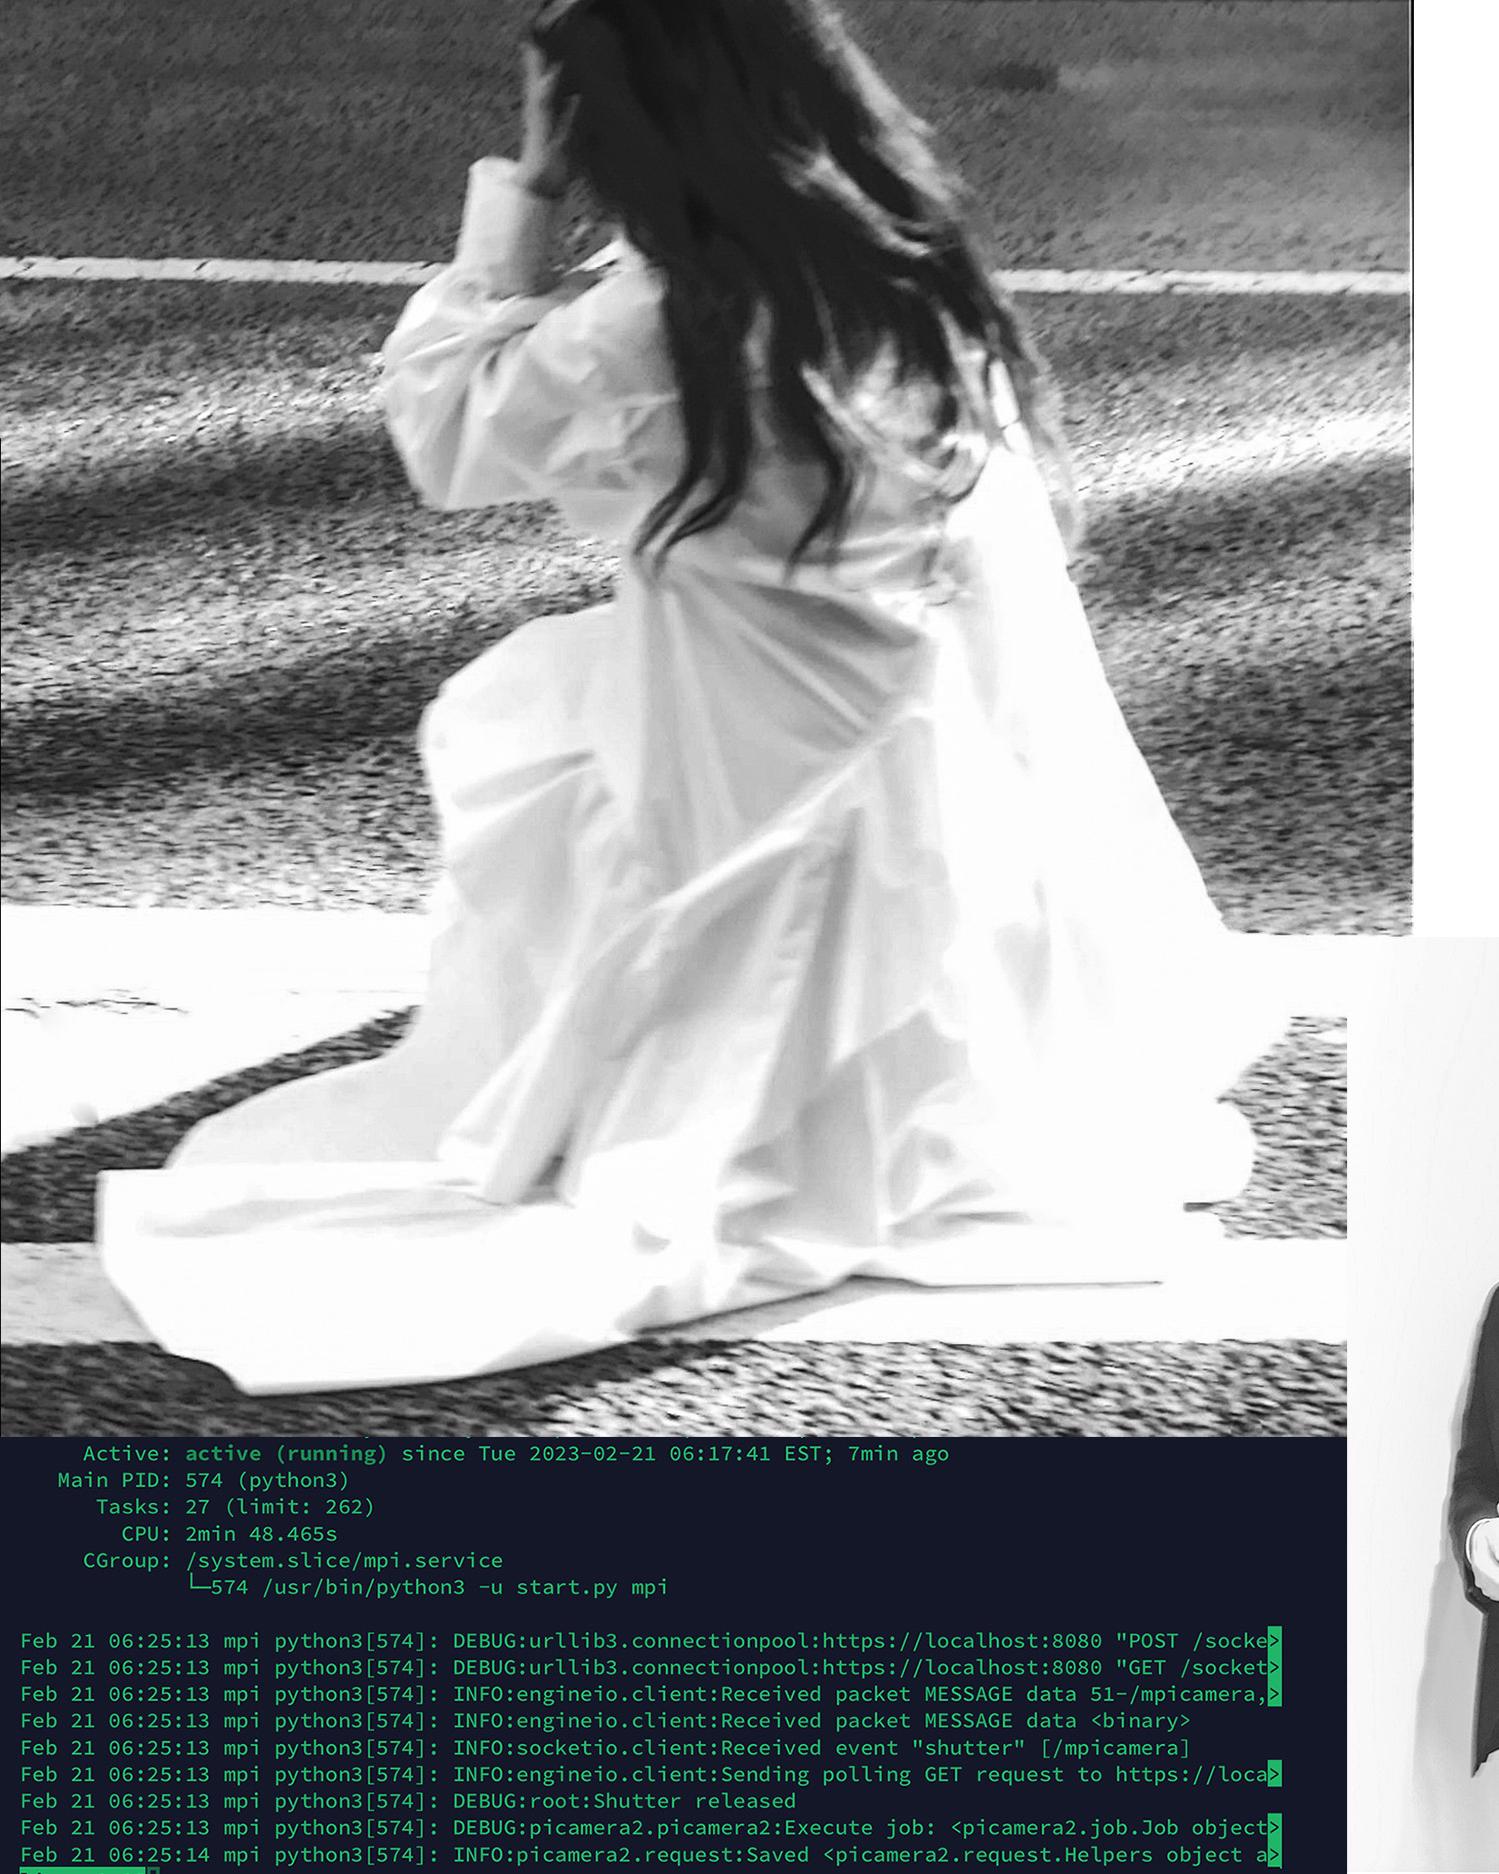 Active: active (running) since Tue 2023-02-21 06:17:41 EST; 7min ago
Main PID: 574 (python3)
Tasks: 27 (limit: 262)
CPU: 2min 48.465s
CGroup: /system.slice/mpi.service
└─574 /usr/bin/python3 -u start.py mpi
Feb 21 06:25:13 mpi python3[574]: DEBUG:urllib3.connectionpool:https://localhost:8080 "POST /socke>
Feb 21 06:25:13 mpi python3[574]: DEBUG:urllib3.connectionpool:https://localhost:8080 "GET /socket>
Feb 21 06:25:13 mpi python3[574]: INFO:engineio.client:Received packet MESSAGE data 51-/mpicamera,>
Feb 21 06:25:13 mpi python3[574]: INFO:engineio.client:Received packet MESSAGE data <binary>
Feb 21 06:25:13 mpi python3[574]: INFO:socketio.client:Received event "shutter" [/mpicamera]
Feb 21 06:25:13 mpi python3[574]: INFO:engineio.client:Sending polling GET request to https://loca>
Feb 21 06:25:13 mpi python3[574]: DEBUG:root:Shutter released
Feb 21 06:25:13 mpi python3[574]: DEBUG:picamera2.picamera2:Execute job: <picamera2.job.Job object>
Feb 21 06:25:14 mpi python3[574]: INFO:picamera2.request:Saved <picamera2.request.Helpers object a>